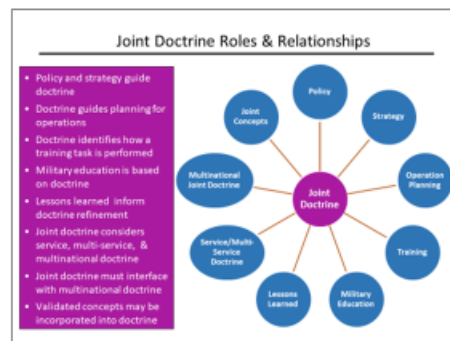 Joint Doctrine Roles & Relationships
• Policy and strategy guide
doctrine
• Doctrine guides planning for
operations
• Doctrine identifies how a
training task is performed
• Military education is based
on doctrine
• Lessons learned inform
doctrine refinement
• Joint doctrine considers
service, multi-service, &
multinational doctrine
• Joint doctrine must interface
with multinational doctrine
• Validated concepts may be
incorporated into doctrine
Policy
Strategy
Operation
Planning
Training
Military
Education
Lessons
Learned
Service/Multi-
Service
Doctrine
Multinational
Joint Doctrine
Joint
Concepts
Joint
Doctrine